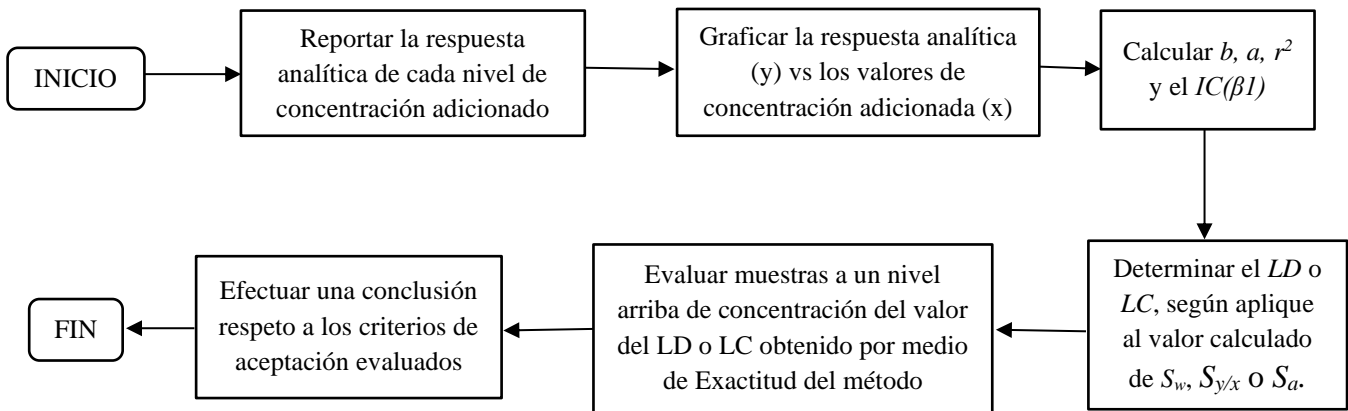 INICIO
Reportar la respuesta
analítica de cada nivel de
concentración adicionado
Graficar la respuesta analítica
(y) vs los valores de
concentración adicionada (x)
Calcular b, a, r²
y el IC(β1)
Determinar el LD o
LC, según aplique
al valor calculado
de Sw, Sy/x o Sa.
Evaluar muestras a un nivel
arriba de concentración del valor
del LD o LC obtenido por medio
de Exactitud del método
Efectuar una conclusión
respeto a los criterios de
aceptación evaluados
FIN